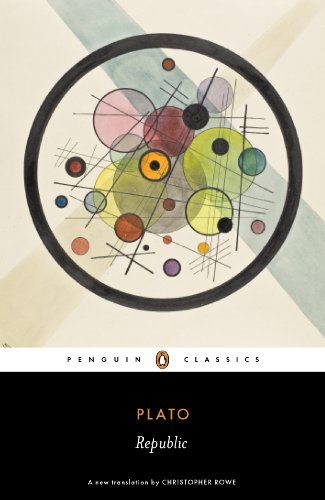 PENGUIN CLASSICS
PLATO
Republic
A new translation by CHRISTOPHER ROWE